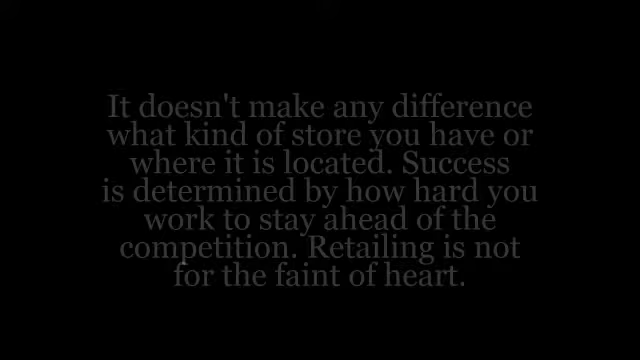 It doesn't make any difference
what kind of store you have or
where it is located. Success
is determined by how hard you
work to stay ahead of the
competition. Retailing is not
for the faint of heart.